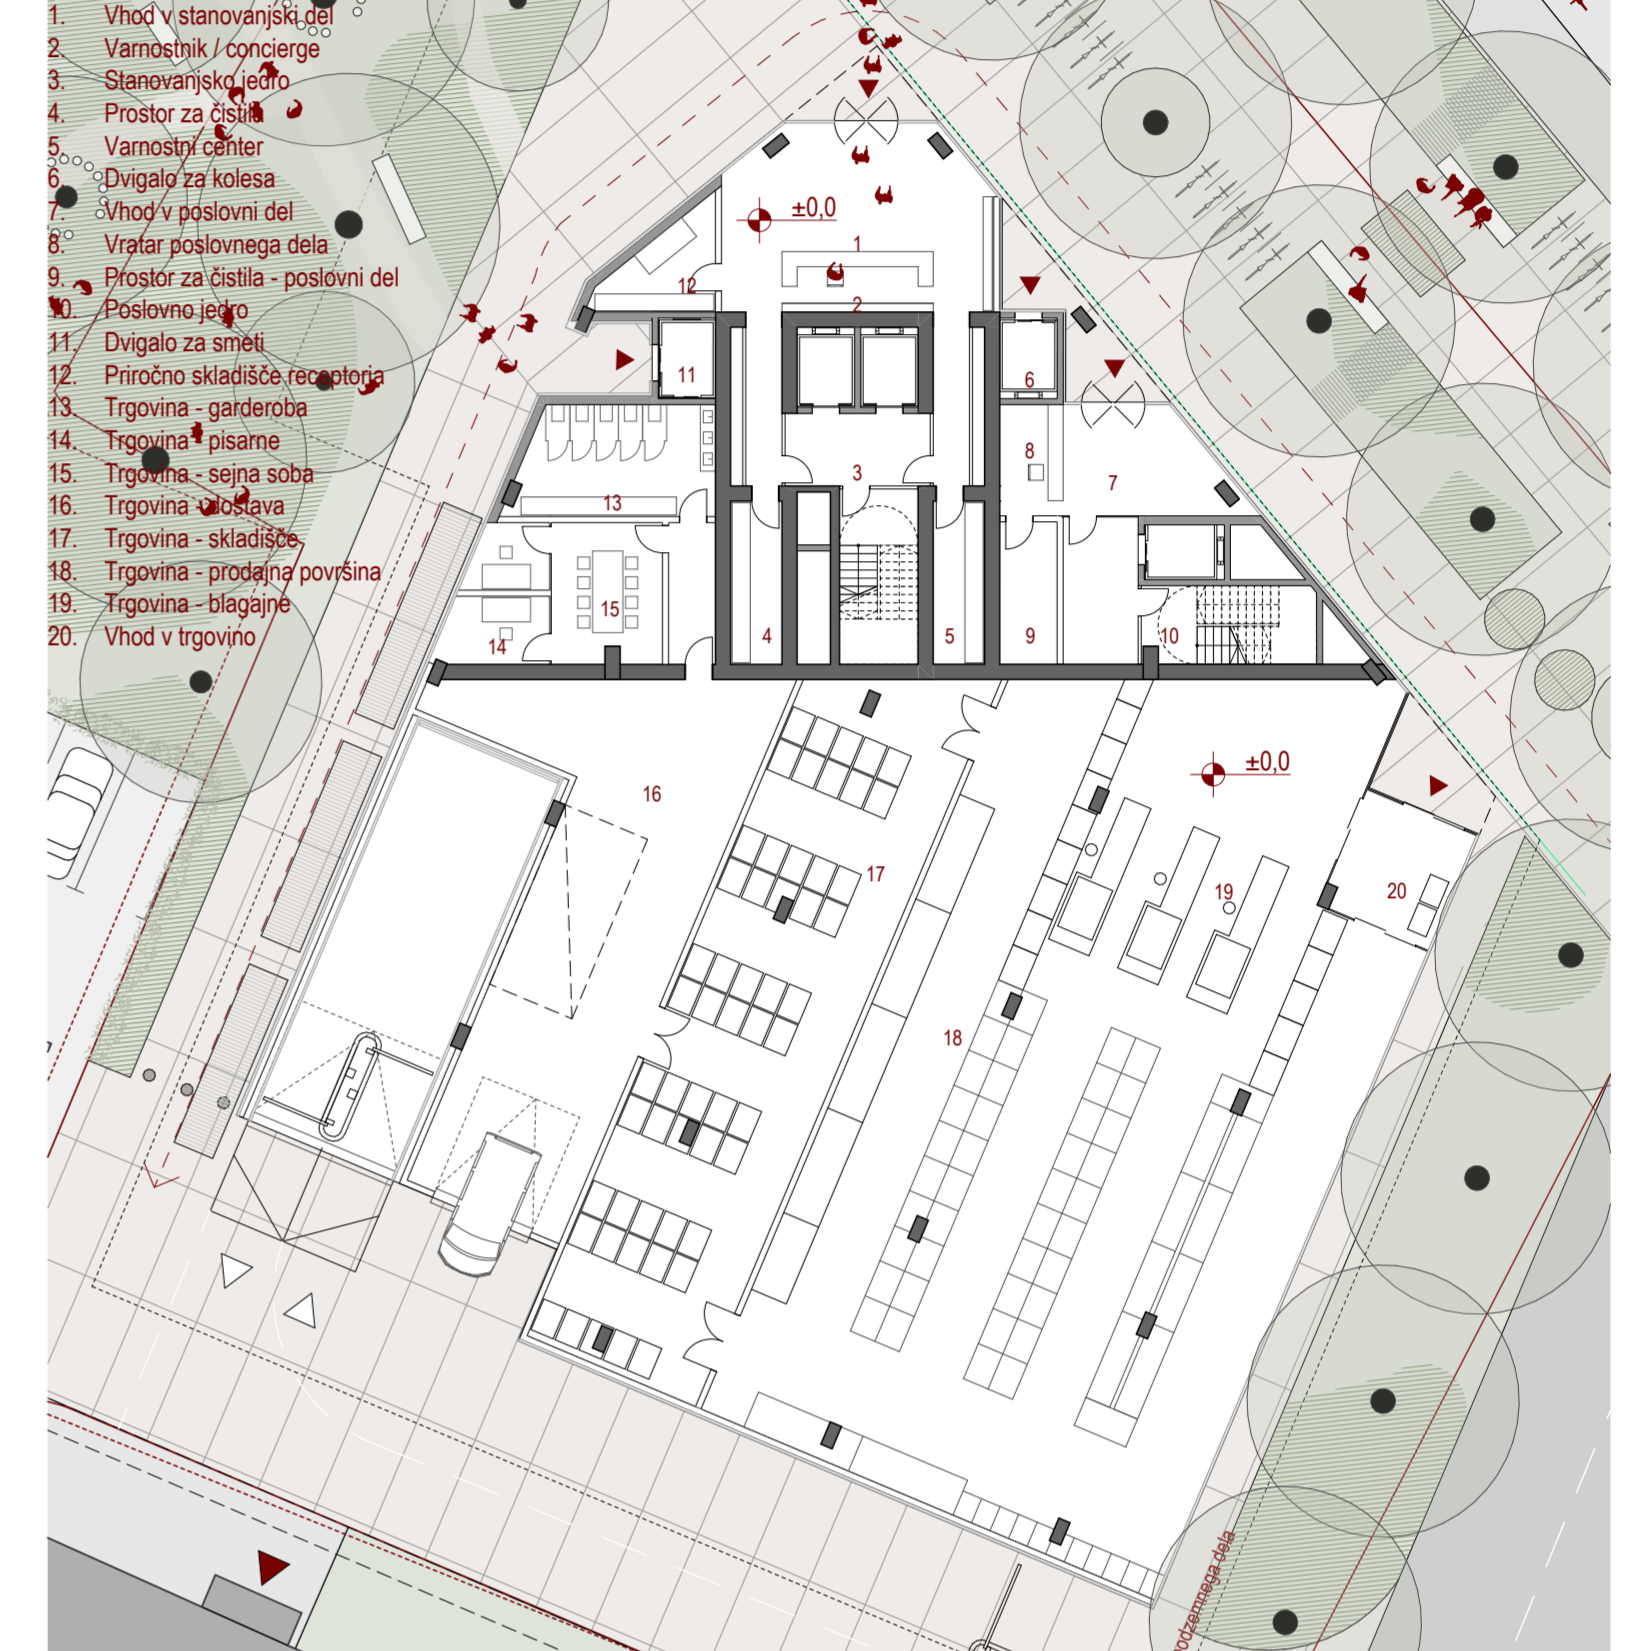 1. Vhod v stanovanjski del
2. Varnostnik / concierge
3. Stanovanjsko jedro
4. Prostor za čistila
5. Varnostni center
6. Dvigalo za kolesa
7. Vhod v poslovni del
8. Vratar poslovnega dela
9. Prostor za čistila - poslovni del
10. Poslovno jedro
11. Dvigalo za smeti
12. Priročno skladišče receptorja
13. Trgovina - garderoba
14. Trgovina - pisarne
15. Trgovina - sejna soba
16. Trgovina - dostava
17. Trgovina - skladišče
18. Trgovina - prodajna površina
19. Trgovina - blagajne
20. Vhod v trgovino
±0,0
1
12
2
11
6
3
8
7
13
15
14
4
5
9
10
±0,0
16
17
19
20
18
dela